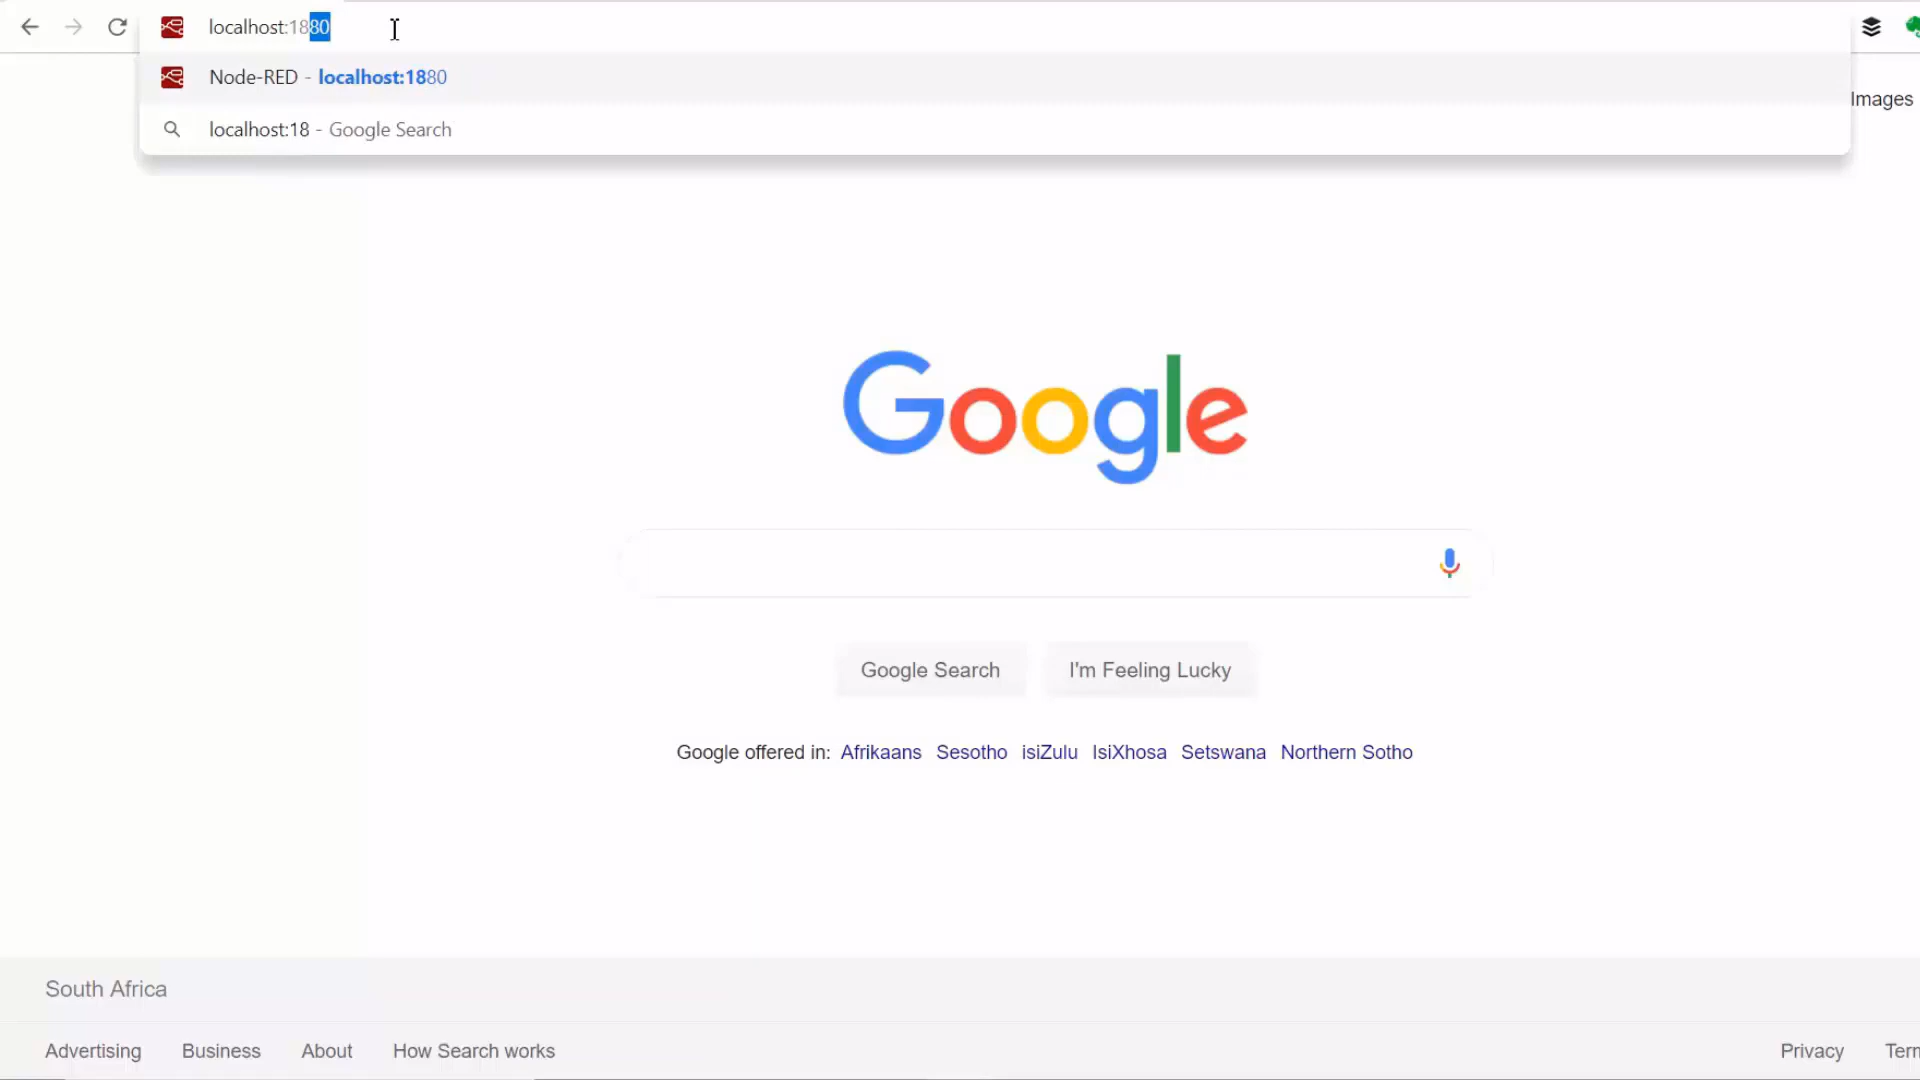 localhost:1880
Node-RED - localhost:1880
localhost:18 - Google Search
Images
Google
Google Search
I'm Feeling Lucky
Google offered in: Afrikaans Sesotho isiZulu IsiXhosa Setswana Northern Sotho
South Africa
Advertising Business About How Search works Privacy Tern